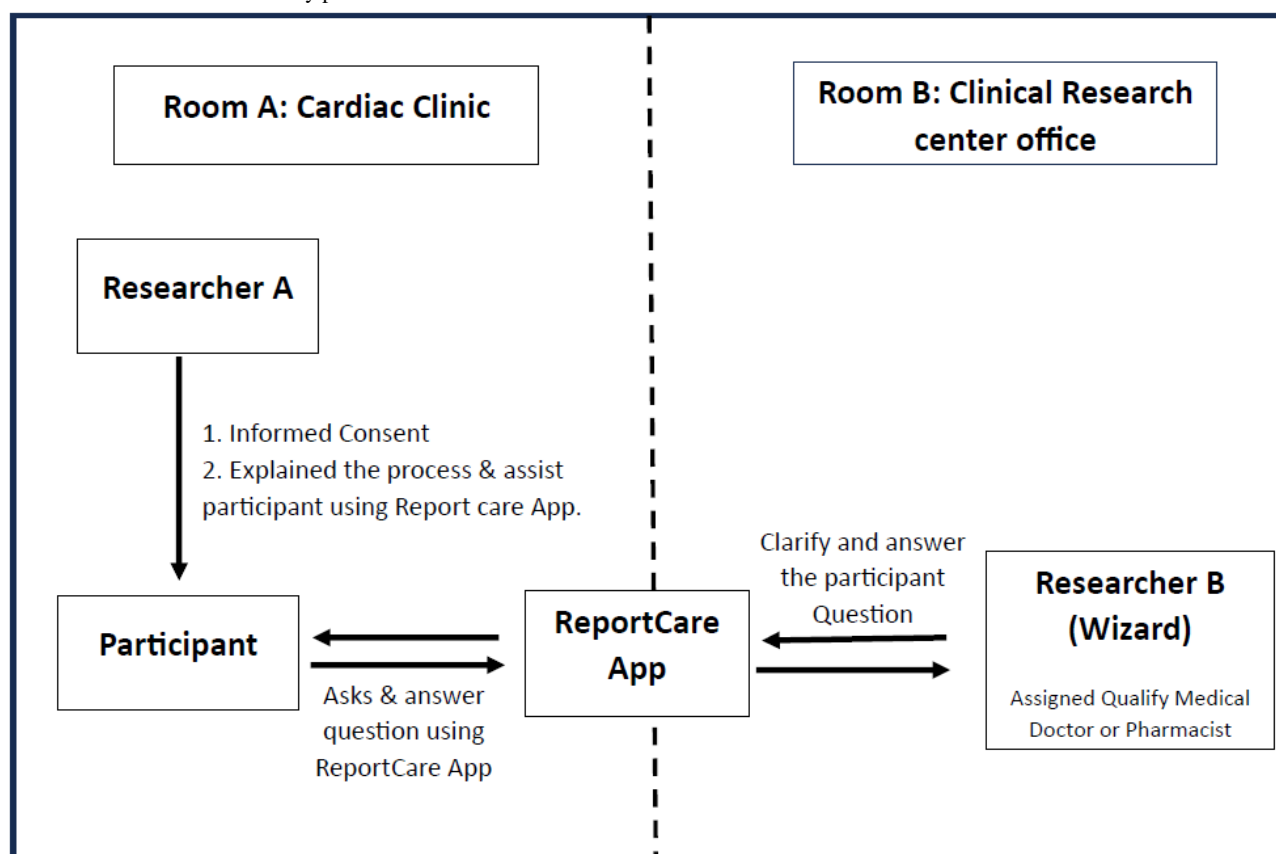 Room A: Cardiac Clinic
Room B: Clinical Research
center office
Researcher A
1. Informed Consent
2. Explained the process & assist
participant using Report care App.
Participant
Asks & answer
question using
ReportCare App
ReportCare
App
Clarify and answer
the participant
Question
Researcher B
(Wizard)
Assigned Qualify Medical
Doctor or Pharmacist